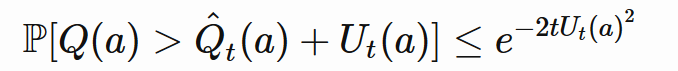 ℙ[Q(a) > Q̂ₜ(a) + Uₜ(a)] ≤ e^{-2tUₜ(a)²}